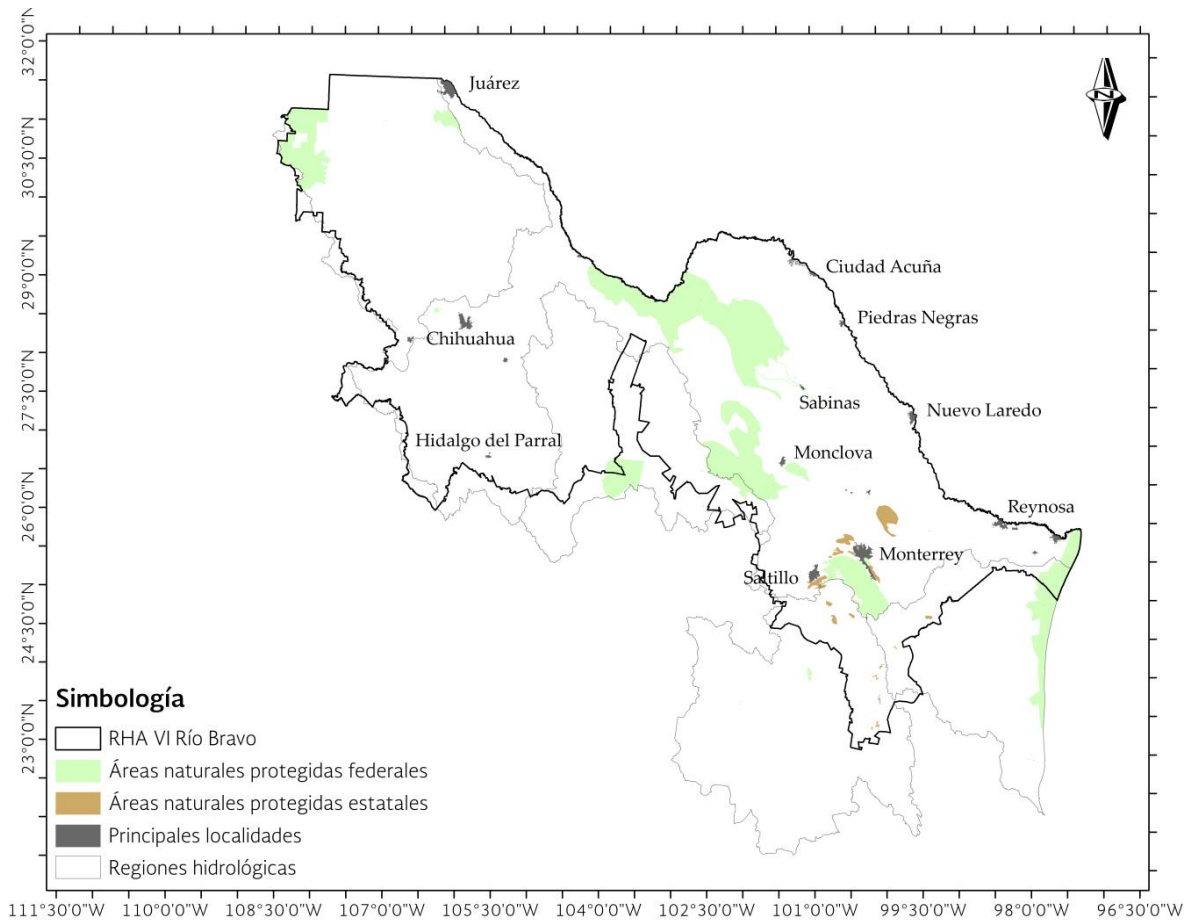 32°0'0"N
30°30'0"N
29°0'0"N
27°30'0"N
26°0'0"N
24°30'0"N
23°0'0"N
N
Juárez
Ciudad Acuña
Piedras Negras
Chihuahua
Sabinas
Nuevo Laredo
Hidalgo del Parral
Monclova
Reynosa
Monterrey
Saltillo
Simbología
RHA VI Río Bravo
Áreas naturales protegidas federales
Áreas naturales protegidas estatales
Principales localidades
Regiones hidrológicas
111°30'0"W 110°0'0"W 108°30'0"W 107°0'0"W 105°30'0"W 104°0'0"W 102°30'0"W 101°0'0"W 99°30'0"W 98°0'0"W 96°30'0"W